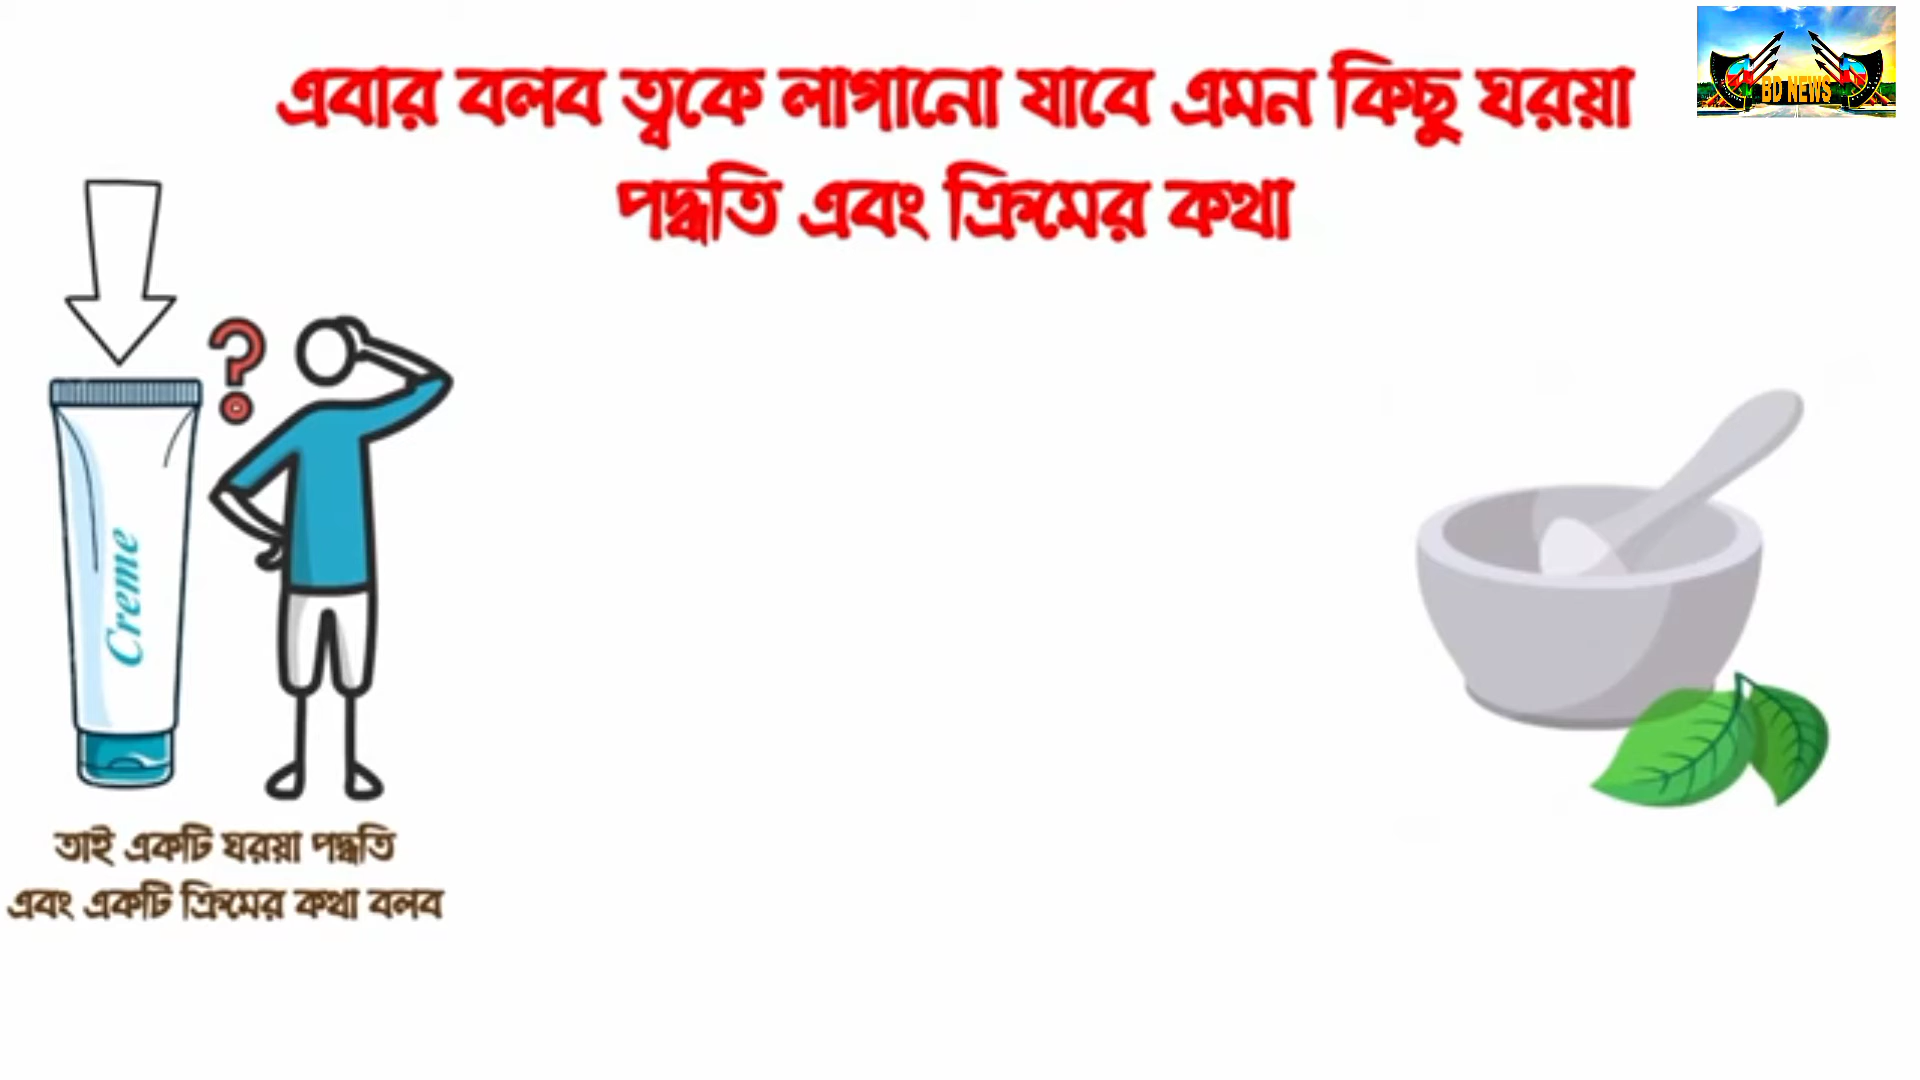 এবার বলব ত্বকে লাগানো যাবে এমন কিছু ঘরয়া
পদ্ধতি এবং ক্রিমের কথা
BD NEWS
Creme
তাই একটি ঘরয়া পদ্ধতি
এবং একটি ক্রিমের কথা বলব